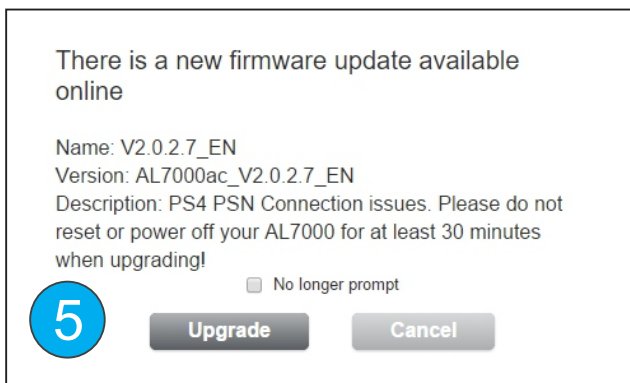 There is a new firmware update available
online
Name: V2.0.2.7_EN
Version: AL7000ac_V2.0.2.7_EN
Description: PS4 PSN Connection issues. Please do not
reset or power off your AL7000 for at least 30 minutes
when upgrading!
No longer prompt
5
Upgrade Cancel